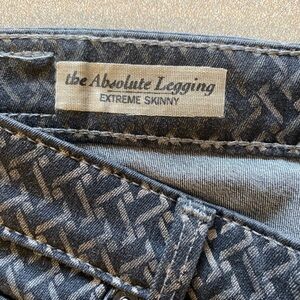 the Absolute Legging
EXTREME SKINNY